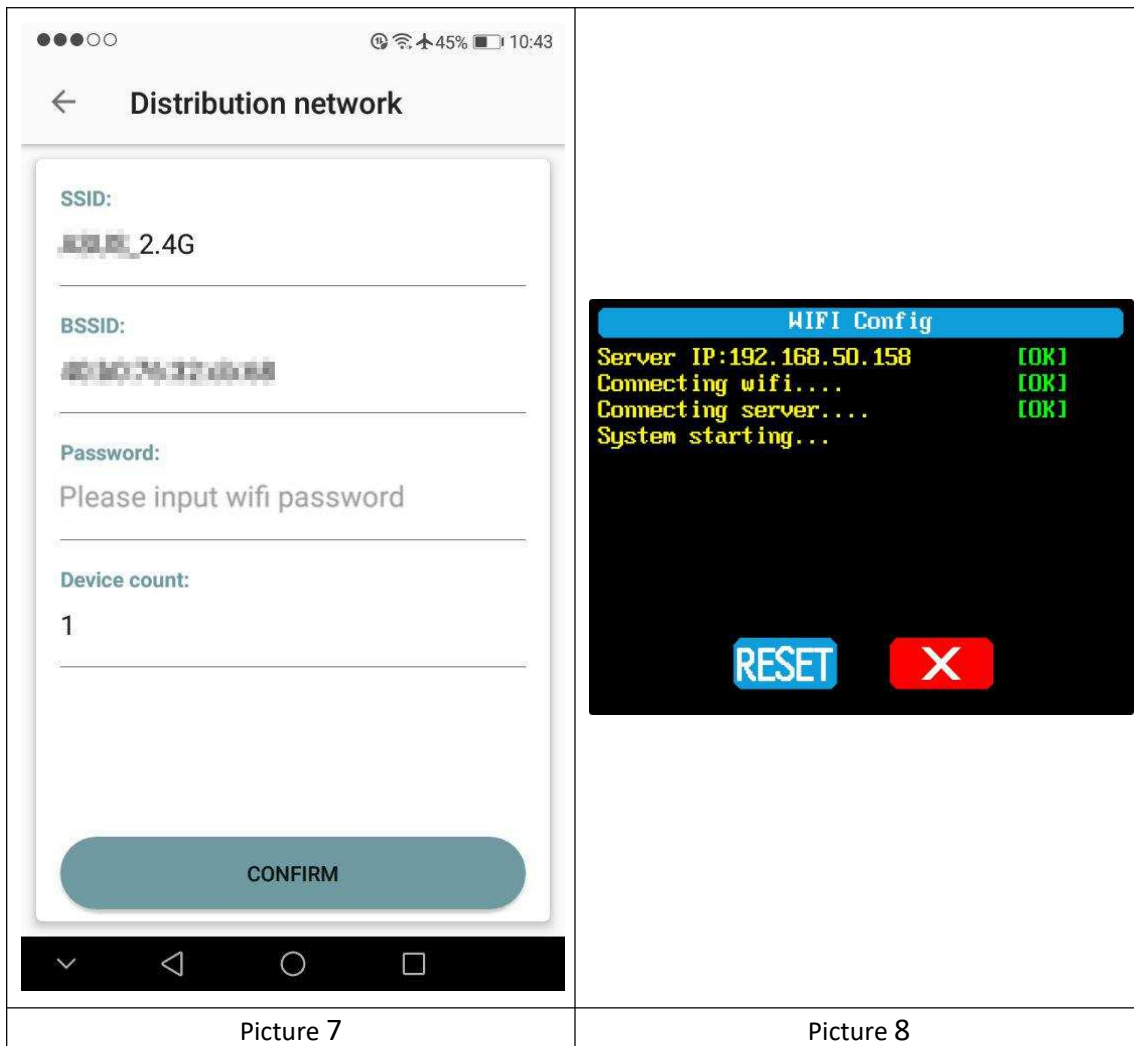 45% 10:43
Distribution network
SSID:
_2.4G
BSSID:
Password:
Please input wifi password
Device count:
1
CONFIRM
WIFI Config
Server IP:192.168.50.158 [OK]
Connecting wifi.... [OK]
Connecting server.... [OK]
System starting...
RESET X
Picture 7
Picture 8